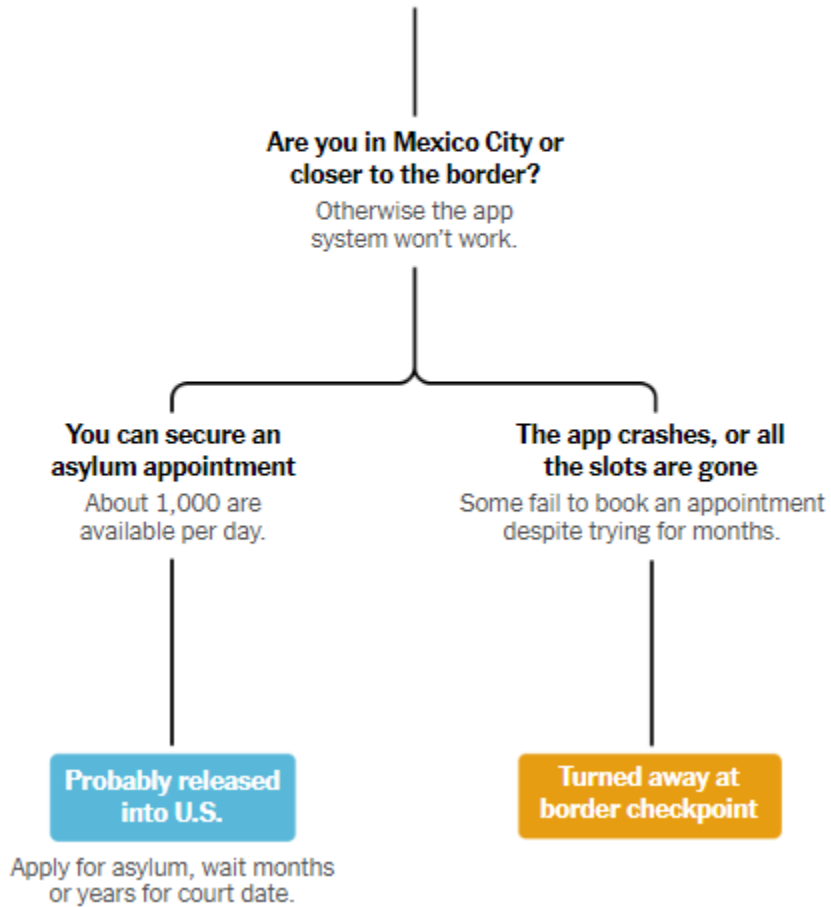 Are you in Mexico City or
closer to the border?
Otherwise the app
system won't work.
You can secure an
asylum appointment
About 1,000 are
available per day.
The app crashes, or all
the slots are gone
Some fail to book an appointment
despite trying for months.
Probably released
into U.S.
Apply for asylum, wait months
or years for court date.
Turned away at
border checkpoint